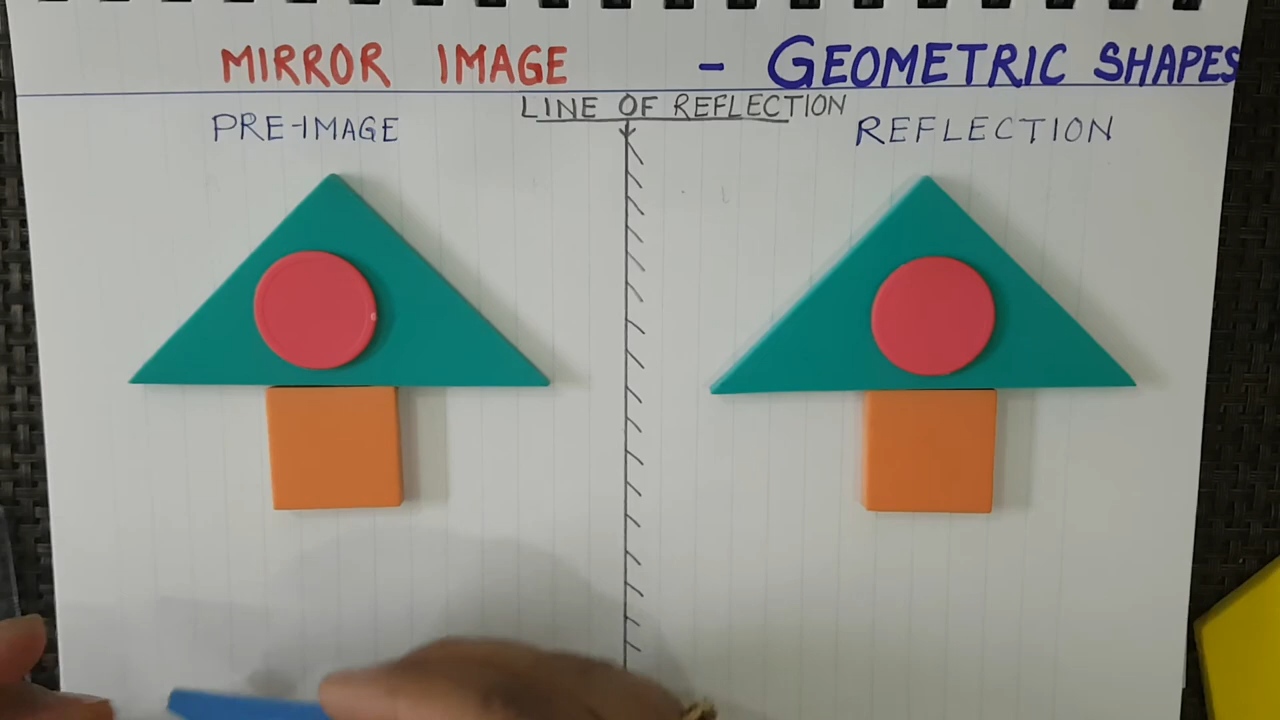 MIRROR IMAGE - GEOMETRIC SHAPES
LINE OF REFLECTION
PRE-IMAGE
REFLECTION